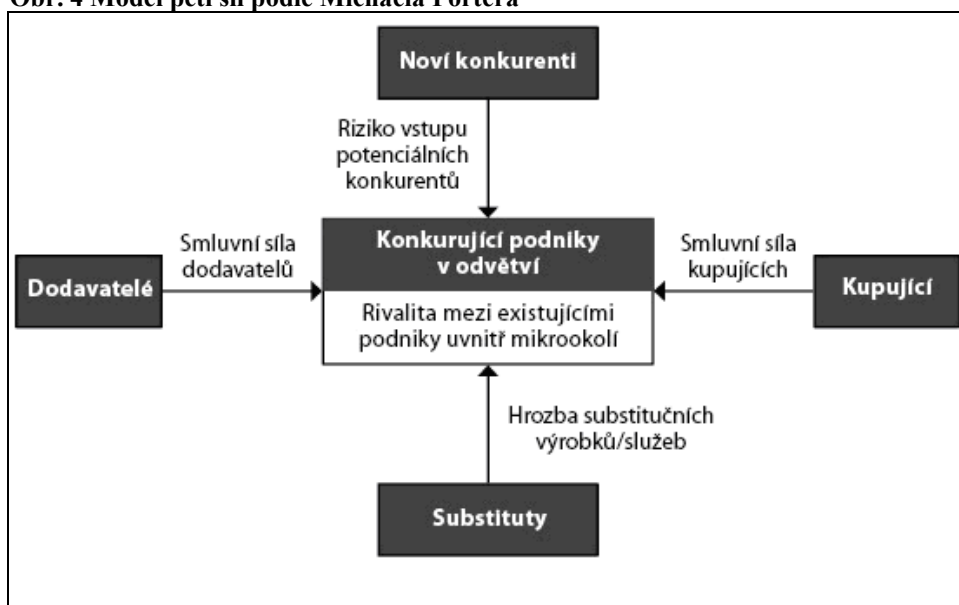 Obr. 4 Model pěti sil podle Michaela Portera
Noví konkurenti
Riziko vstupu
potenciálních
konkurentů
Smluvní síla
dodavatelů
Konkurující podniky
v odvětví
Smluvní síla
kupujících
Dodavatelé
Rivalita mezi existujícími
podniky uvnitř mikrookolí
Kupující
Hrozba substitučních
výrobků/služeb
Substituty